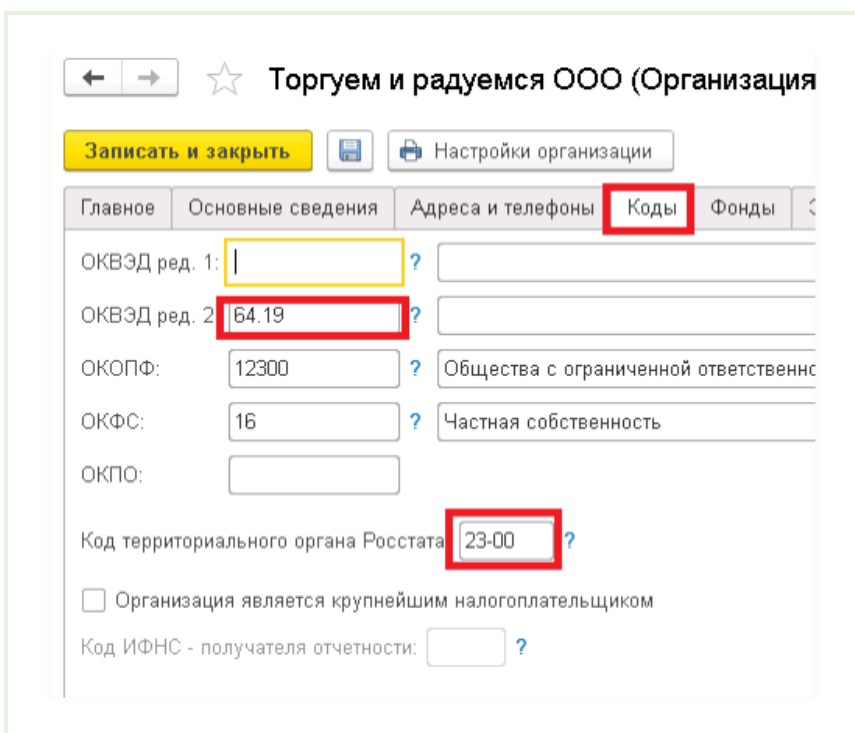 Торгуем и радуемся ООО (Организация
Записать и закрыть Настройки организации
Главное Основные сведения Адреса и телефоны Коды Фонды
ОКВЭД ред. 1: ?
ОКВЭД ред. 2 64.19 ?
ОКОПФ: 12300 ? Общества с ограниченной ответственно
ОКФС: 16 ? Частная собственность
ОКПО:
Код территориального органа Росстата 23-00 ?
Организация является крупнейшим налогоплательщиком
Код ИФНС - получателя отчетности: ?